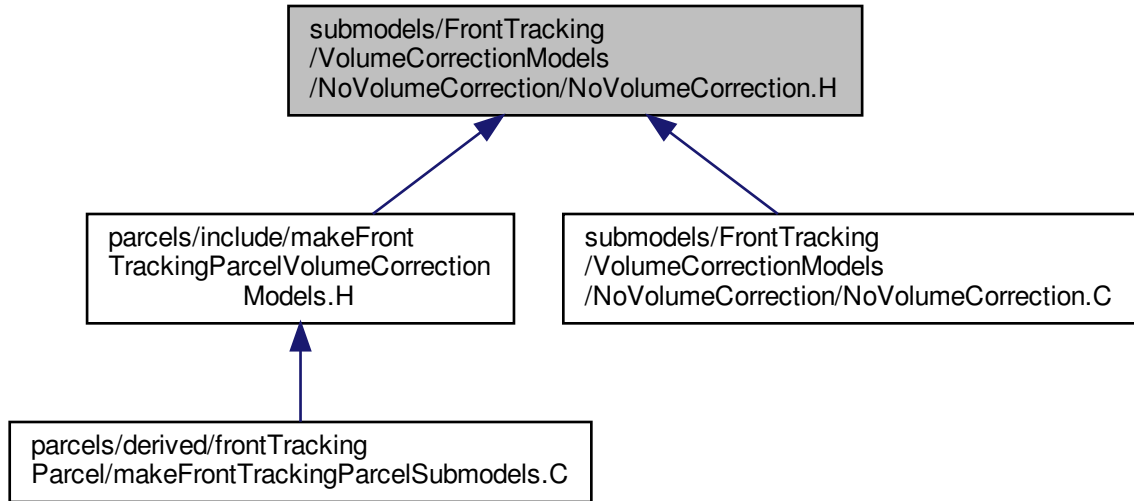 submodels/FrontTracking
/VolumeCorrectionModels
/NoVolumeCorrection/NoVolumeCorrection.H
parcels/include/makeFront
TrackingParcelVolumeCorrection
Models.H
submodels/FrontTracking
/VolumeCorrectionModels
/NoVolumeCorrection/NoVolumeCorrection.C
parcels/derived/frontTracking
Parcel/makeFrontTrackingParcelSubmodels.C